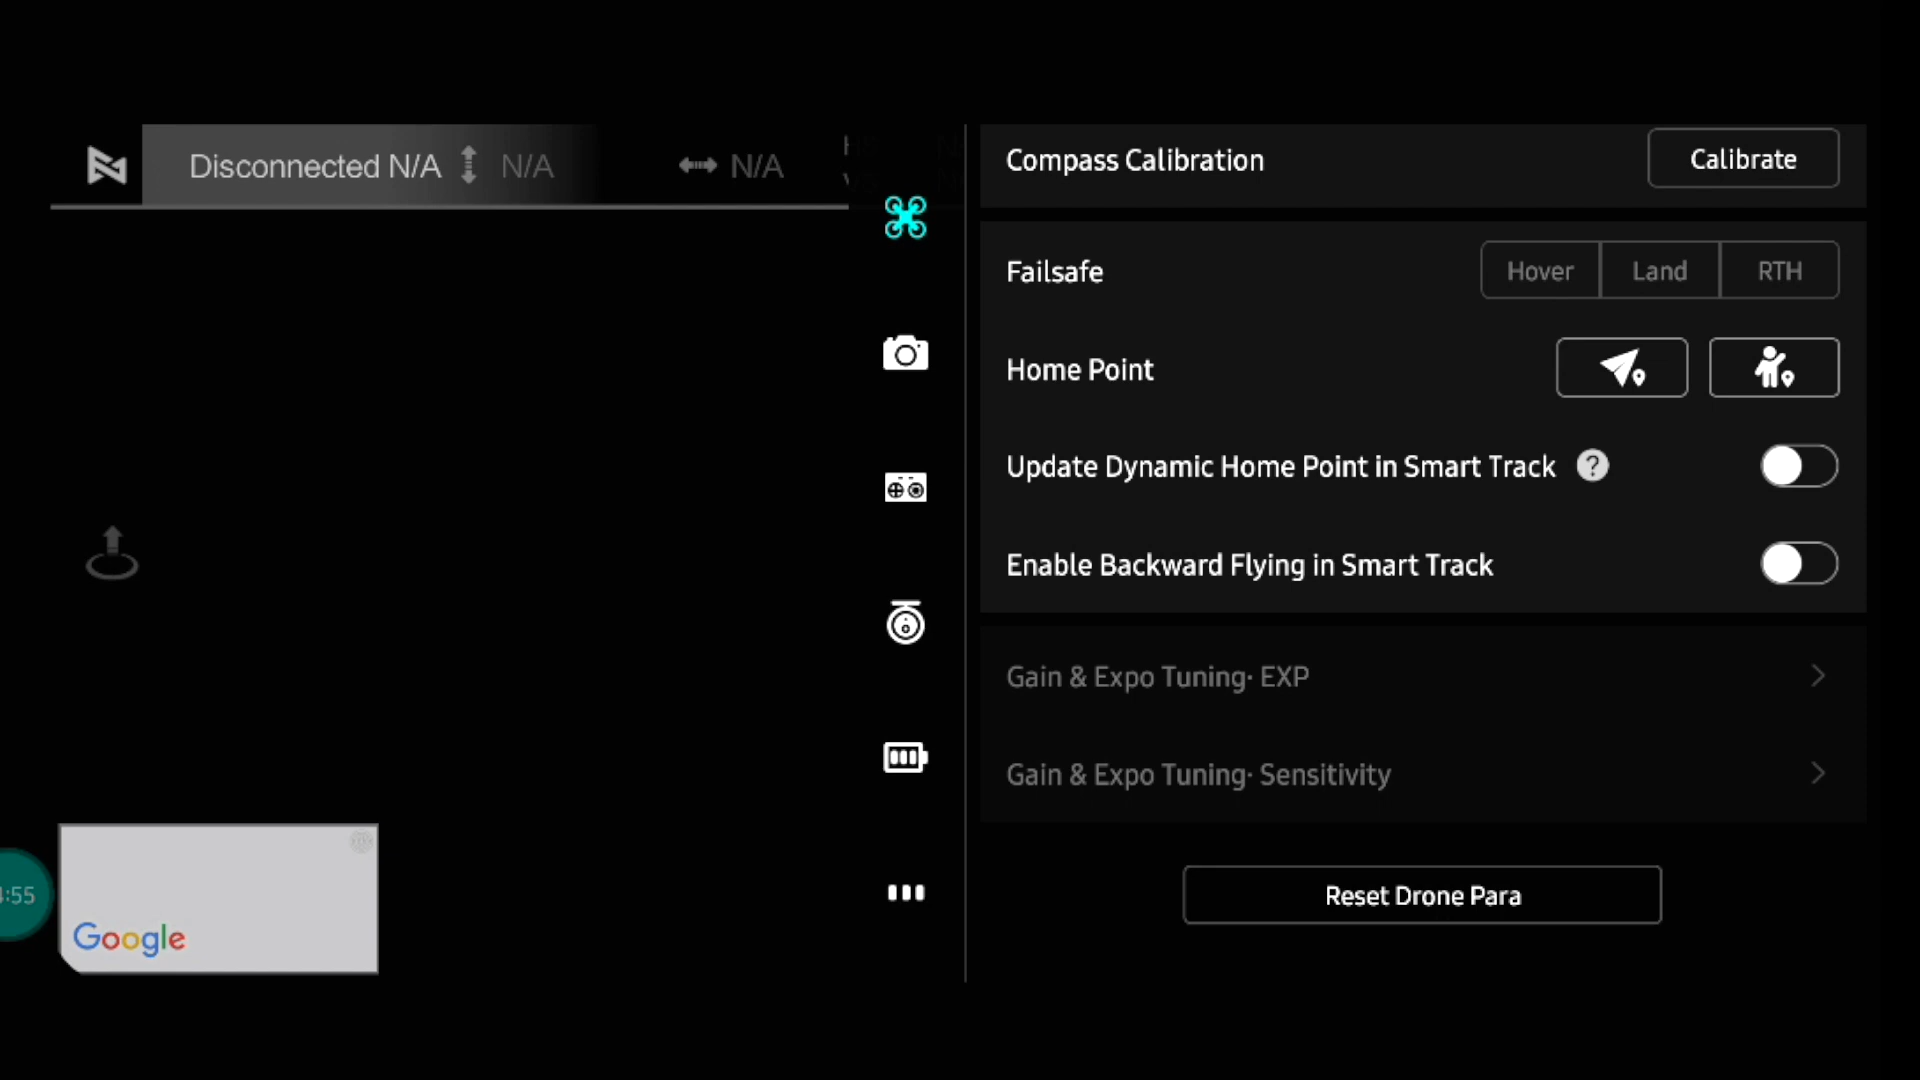 Disconnected N/A N/A N/A
Compass Calibration Calibrate
Failsafe Hover Land RTH
Home Point
Update Dynamic Home Point in Smart Track ?
Enable Backward Flying in Smart Track
Gain & Expo Tuning· EXP
Gain & Expo Tuning· Sensitivity
:55
Google
Reset Drone Para